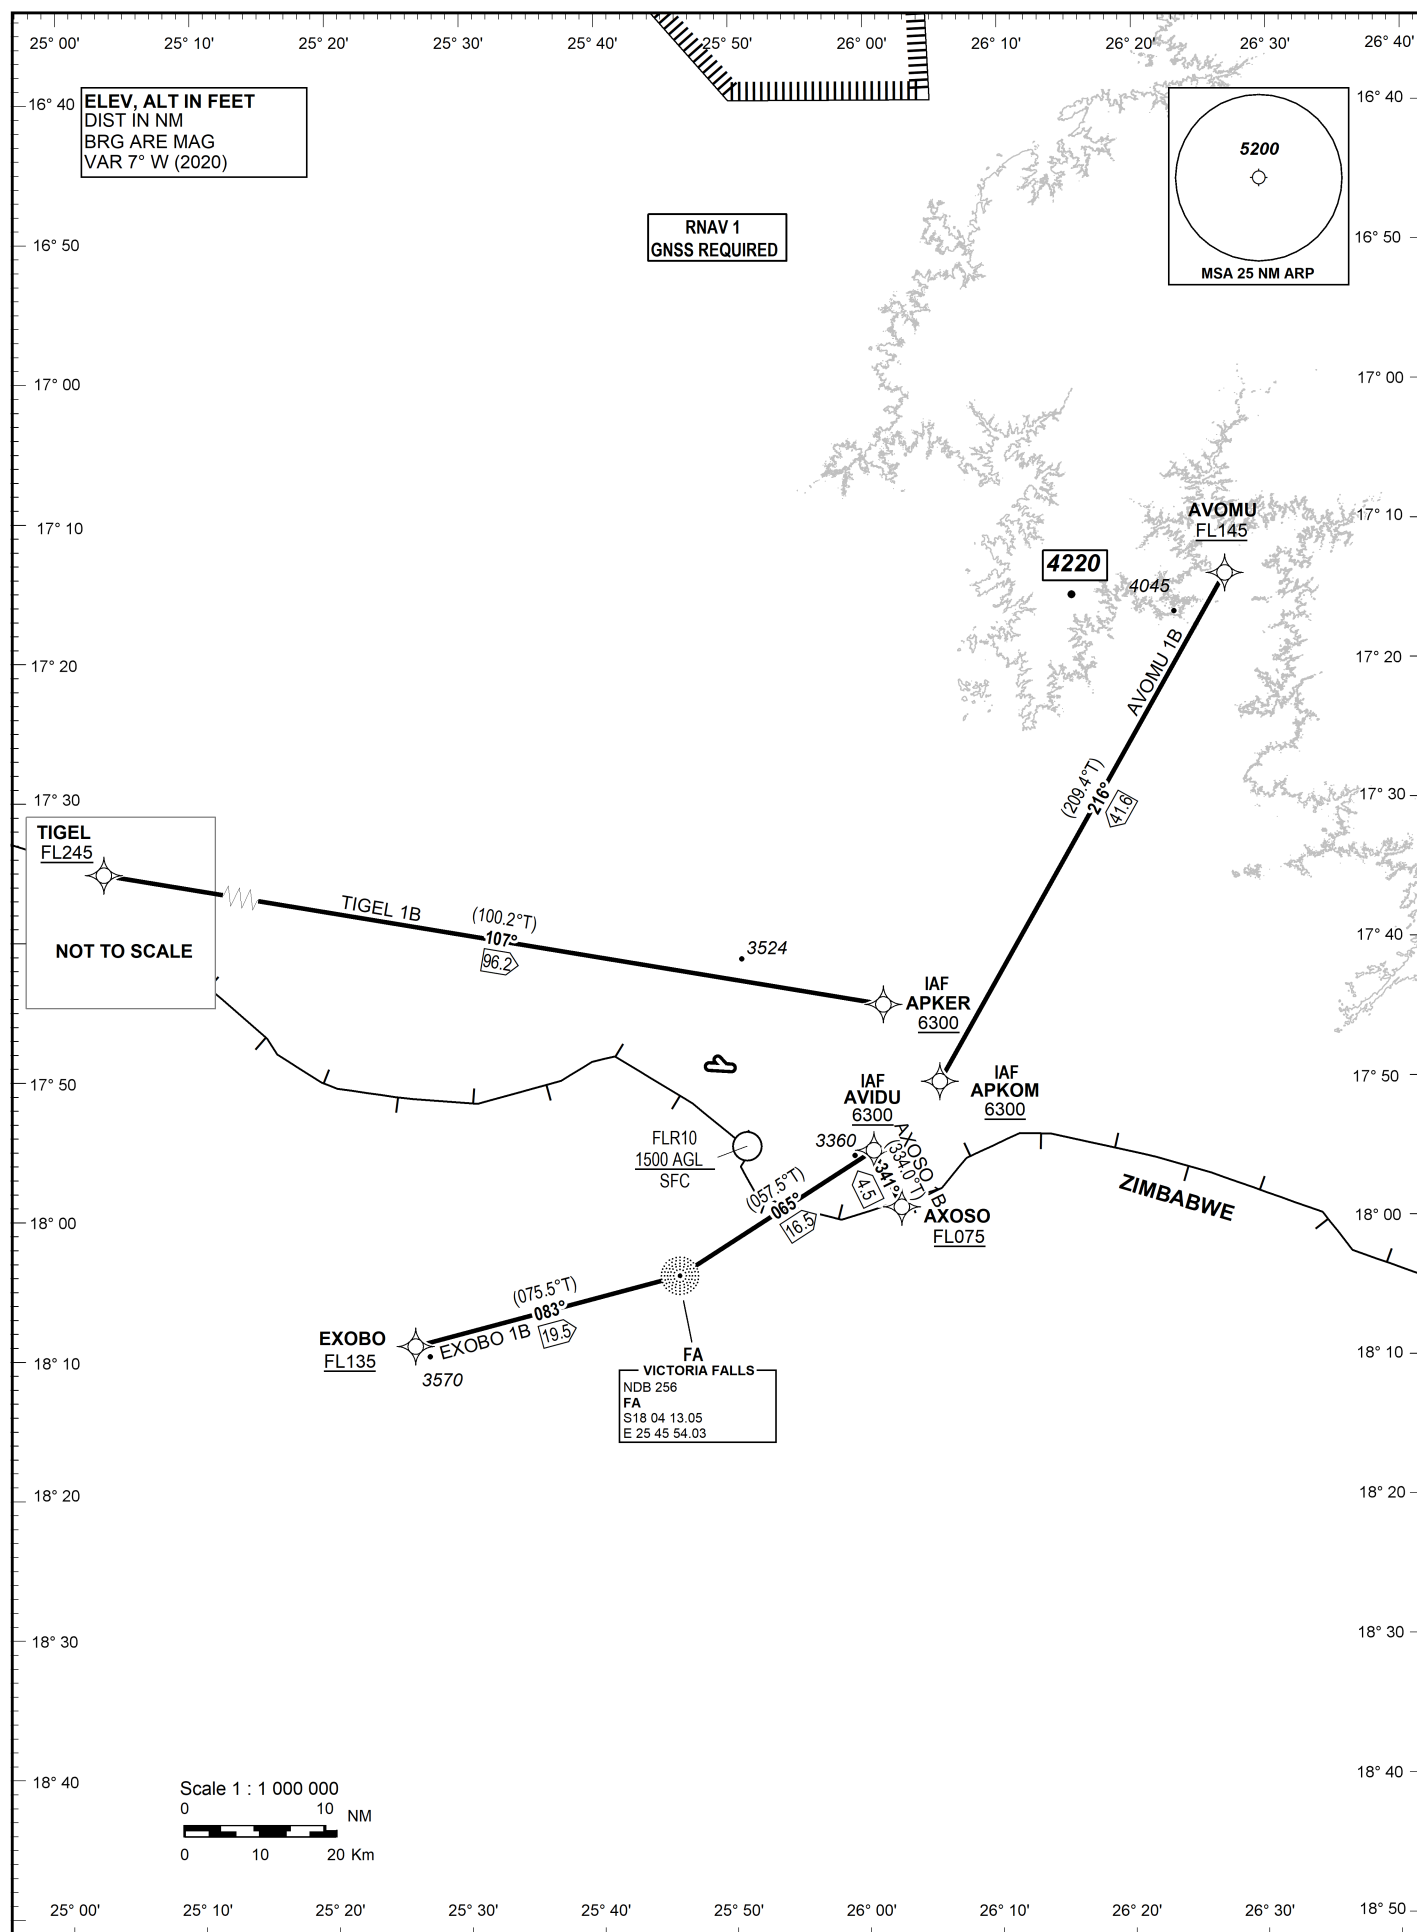 25° 00'
25° 10'
25° 20'
25° 30'
25° 40'
25° 50'
26° 00'
26° 10'
26° 20'
26° 30'
26° 40'
16° 40
ELEV, ALT IN FEET
DIST IN NM
BRG ARE MAG
VAR 7° W (2020)
5200
MSA 25 NM ARP
16° 40
16° 50
RNAV 1
GNSS REQUIRED
16° 50
17° 00
17° 00
17° 10
AVOMU
FL145
17° 10
4220
4045
17° 20
AVOMU 1B
17° 20
(209.4°T)
216°
41.6
17° 30
17° 30
TIGEL
FL245
NOT TO SCALE
TIGEL 1B
(100.2°T)
107°
96.2
3524
17° 40
IAF
APKER
6300
17° 50
IAF
APKOM
6300
17° 50
IAF
AVIDU
6300
FLR10
1500 AGL
SFC
3360
AXOSO 1B
(334.0°T)
341°
4.5
(057.5°T)
065°
16.5
ZIMBABWE
18° 00
AXOSO
FL075
18° 00
(075.5°T)
083°
EXOBO 1B
19.5
EXOBO
FL135
3570
18° 10
18° 10
FA
VICTORIA FALLS
NDB 256
FA
S18 04 13.05
E 25 45 54.03
18° 20
18° 20
18° 30
18° 30
18° 40
18° 40
Scale 1 : 1 000 000
0 10 NM
0 10 20 Km
25° 00'
25° 10'
25° 20'
25° 30'
25° 40'
25° 50'
26° 00'
26° 10'
26° 20'
26° 30'
18° 50